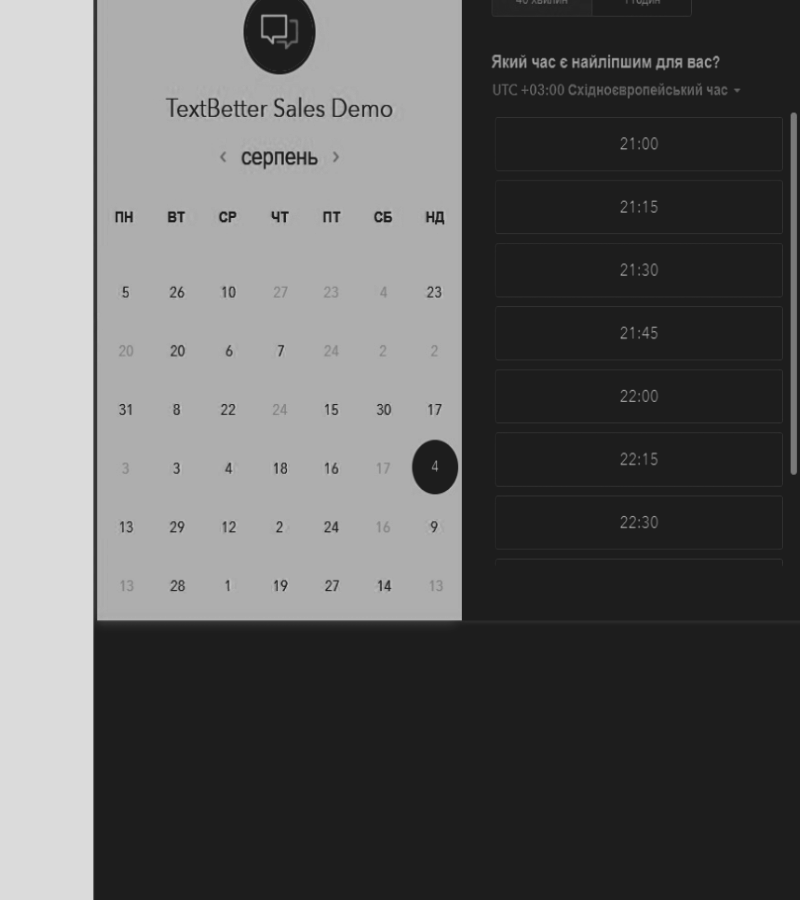 TextBetter Sales Demo
‹ серпень ›
ПН ВТ СР ЧТ ПТ СБ НД
5 26 10 27 23 4 23
20 20 6 7 24 2 2
31 8 22 24 15 30 17
3 3 4 18 16 17 4
13 29 12 2 24 16 9
13 28 1 19 27 14 13
Який час є найліпшим для вас?
UTC +03:00 Східноєвропейський час
21:00
21:15
21:30
21:45
22:00
22:15
22:30